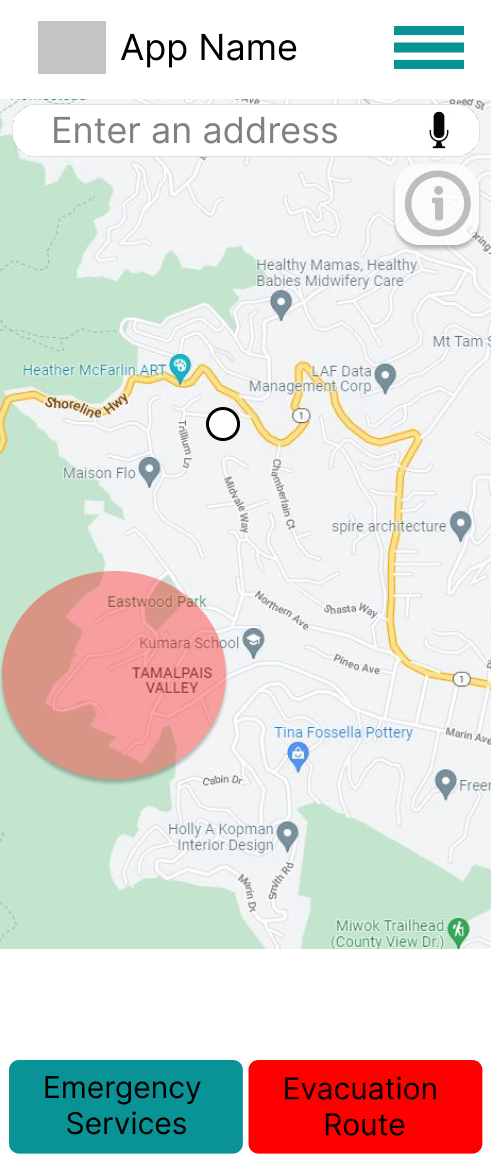 App Name
Enter an address
Healthy Mamas, Healthy
Babies Midwifery Care
Heather McFarlin ART
LAF Data
Management Corp
Shoreline Hwy
1
Trillium Ln
Maison Flo
Midvale Way
Chamberlain Ct
spire architecture
Eastwood Park
Northern Ave
Shasta Way
Kumara School
TAMALPAIS
VALLEY
Pineo Ave
1
Tina Fossella Pottery
Marin Ave
Cabin Dr
Holly A Kopman
Interior Design
Smith Rd
Marin Dr
Miwok Trailhead
(County View Dr.)
Emergency
Services
Evacuation
Route